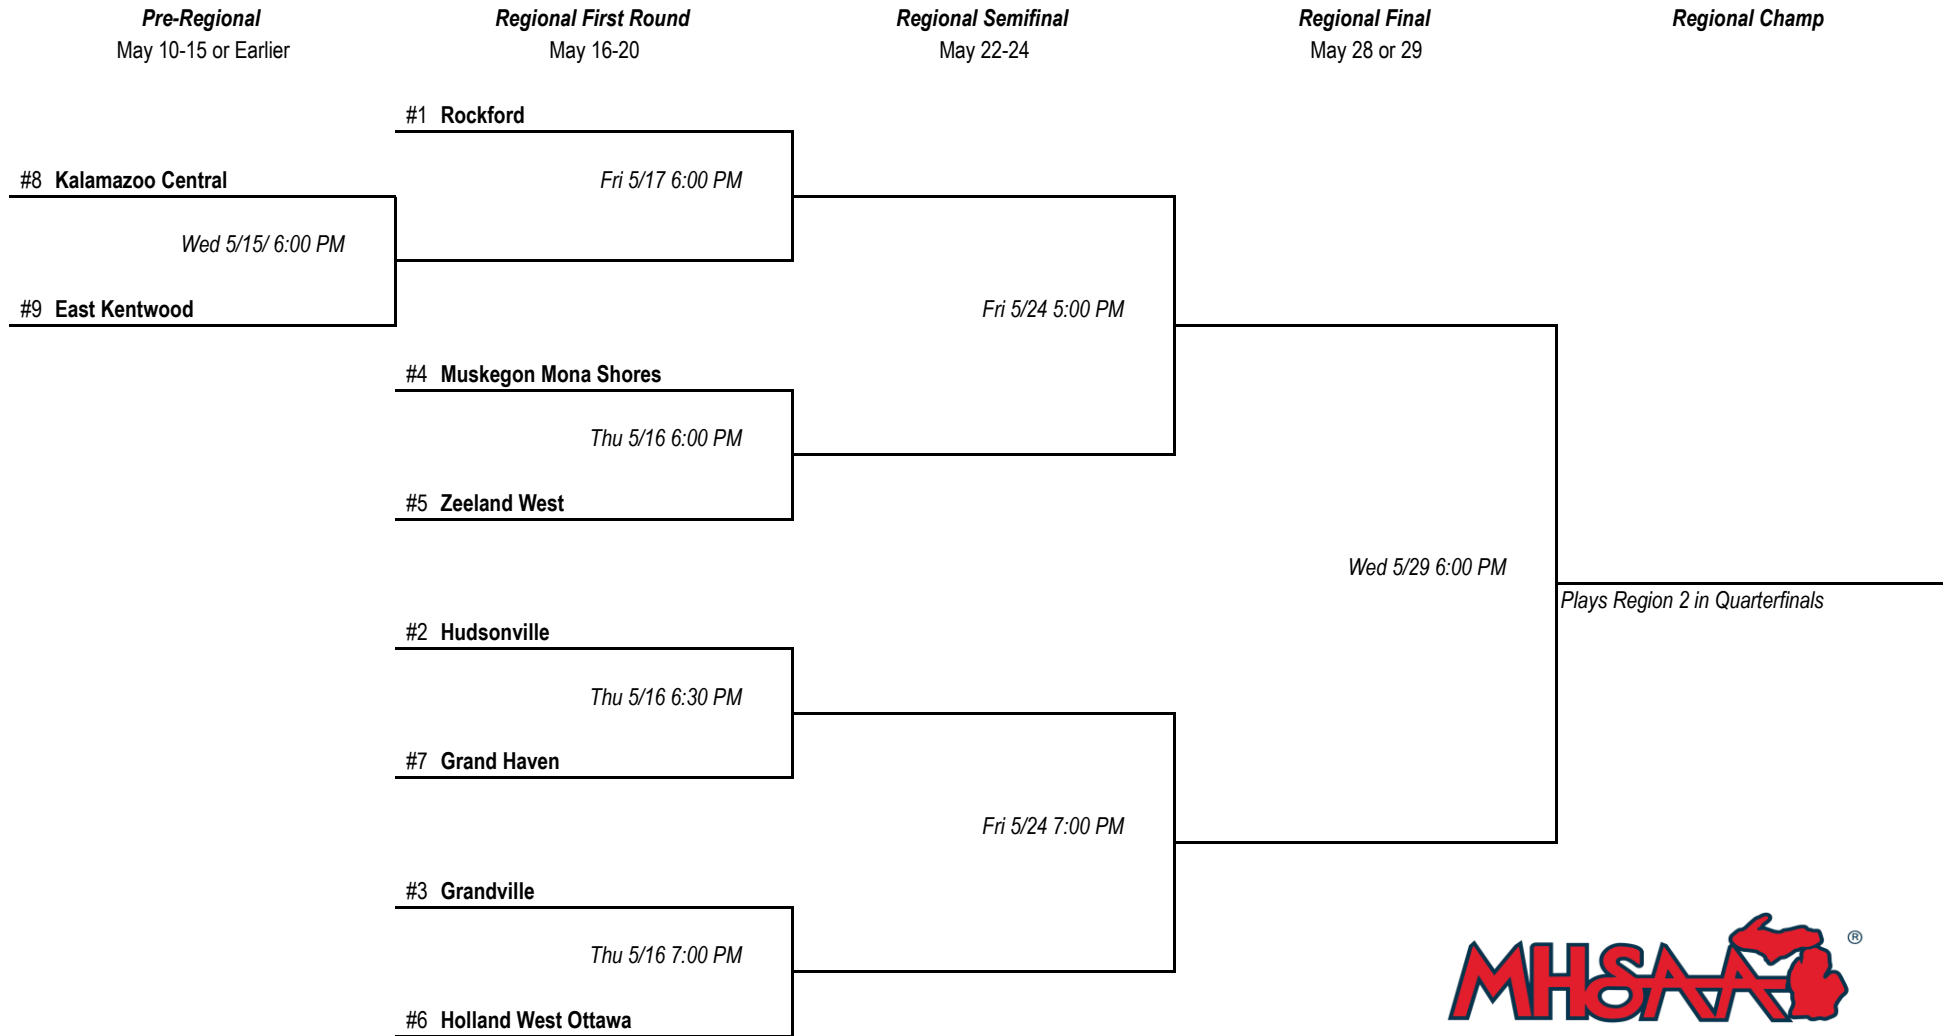 Pre-Regional
May 10-15 or Earlier
Regional First Round
May 16-20
Regional Semifinal
May 22-24
Regional Final
May 28 or 29
Regional Champ
#1 Rockford
#8 Kalamazoo Central
Fri 5/17 6:00 PM
Wed 5/15/ 6:00 PM
#9 East Kentwood
Fri 5/24 5:00 PM
#4 Muskegon Mona Shores
Thu 5/16 6:00 PM
#5 Zeeland West
Wed 5/29 6:00 PM
Plays Region 2 in Quarterfinals
#2 Hudsonville
Thu 5/16 6:30 PM
#7 Grand Haven
Fri 5/24 7:00 PM
#3 Grandville
Thu 5/16 7:00 PM
#6 Holland West Ottawa
MHSAA ®